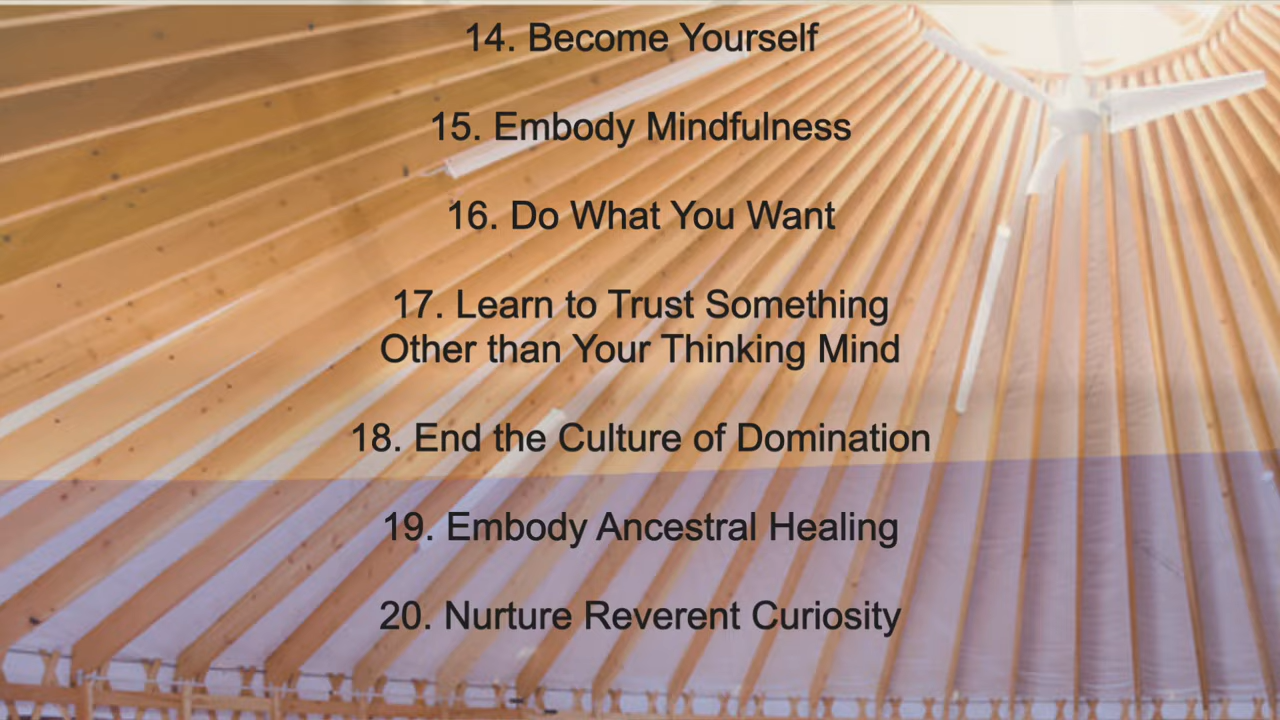 14. Become Yourself
15. Embody Mindfulness
16. Do What You Want
17. Learn to Trust Something
Other than Your Thinking Mind
18. End the Culture of Domination
19. Embody Ancestral Healing
20. Nurture Reverent Curiosity